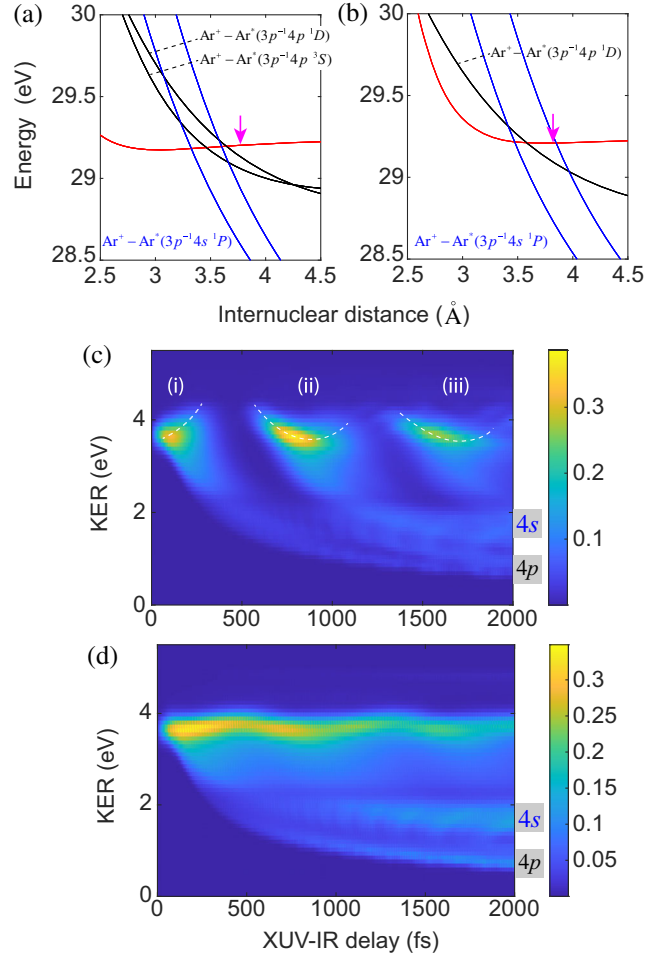 (a)
(b)
30
29.5
29
28.5
Energy (eV)
Ar⁺ – Ar*(3p⁻¹4p ¹D)
Ar⁺ – Ar*(3p⁻¹4p ³S)
Ar⁺ – Ar*(3p⁻¹4s ¹P)
2.5 3 3.5 4 4.5
30
29.5
29
28.5
Ar⁺ – Ar*(3p⁻¹4p ¹D)
Ar⁺ – Ar*(3p⁻¹4s ¹P)
2.5 3 3.5 4 4.5
Internuclear distance (Å)
(c)
(i) (ii) (iii)
4
2
0
KER (eV)
4s
4p
0 500 1000 1500 2000
0.3
0.2
0.1
(d)
4
2
0
KER (eV)
4s
4p
0 500 1000 1500 2000
0.3
0.25
0.2
0.15
0.1
0.05
XUV-IR delay (fs)